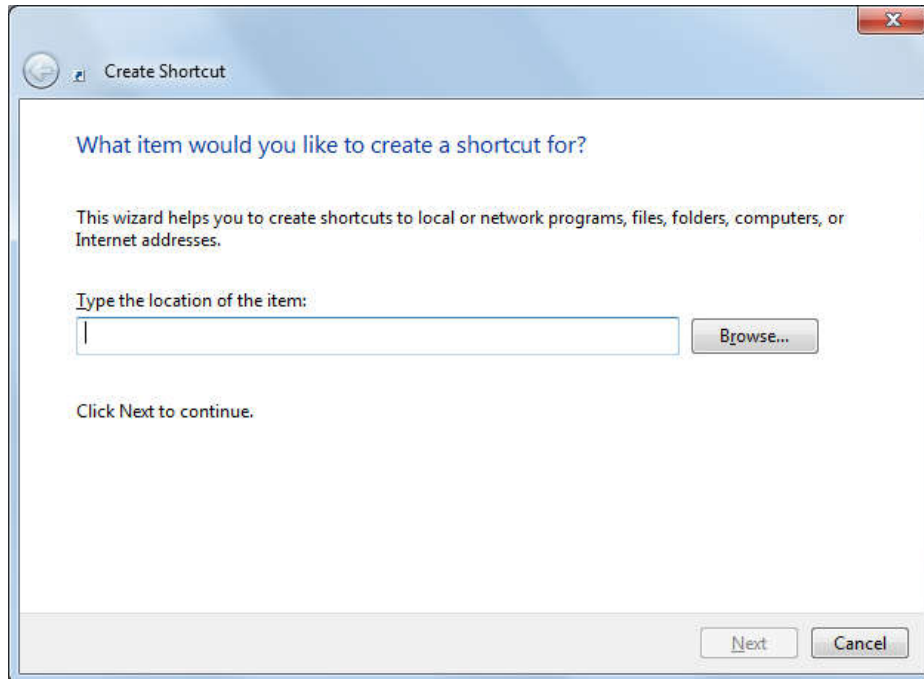 Create Shortcut
What item would you like to create a shortcut for?
This wizard helps you to create shortcuts to local or network programs, files, folders, computers, or
Internet addresses.
Type the location of the item:
Browse...
Click Next to continue.
Next
Cancel